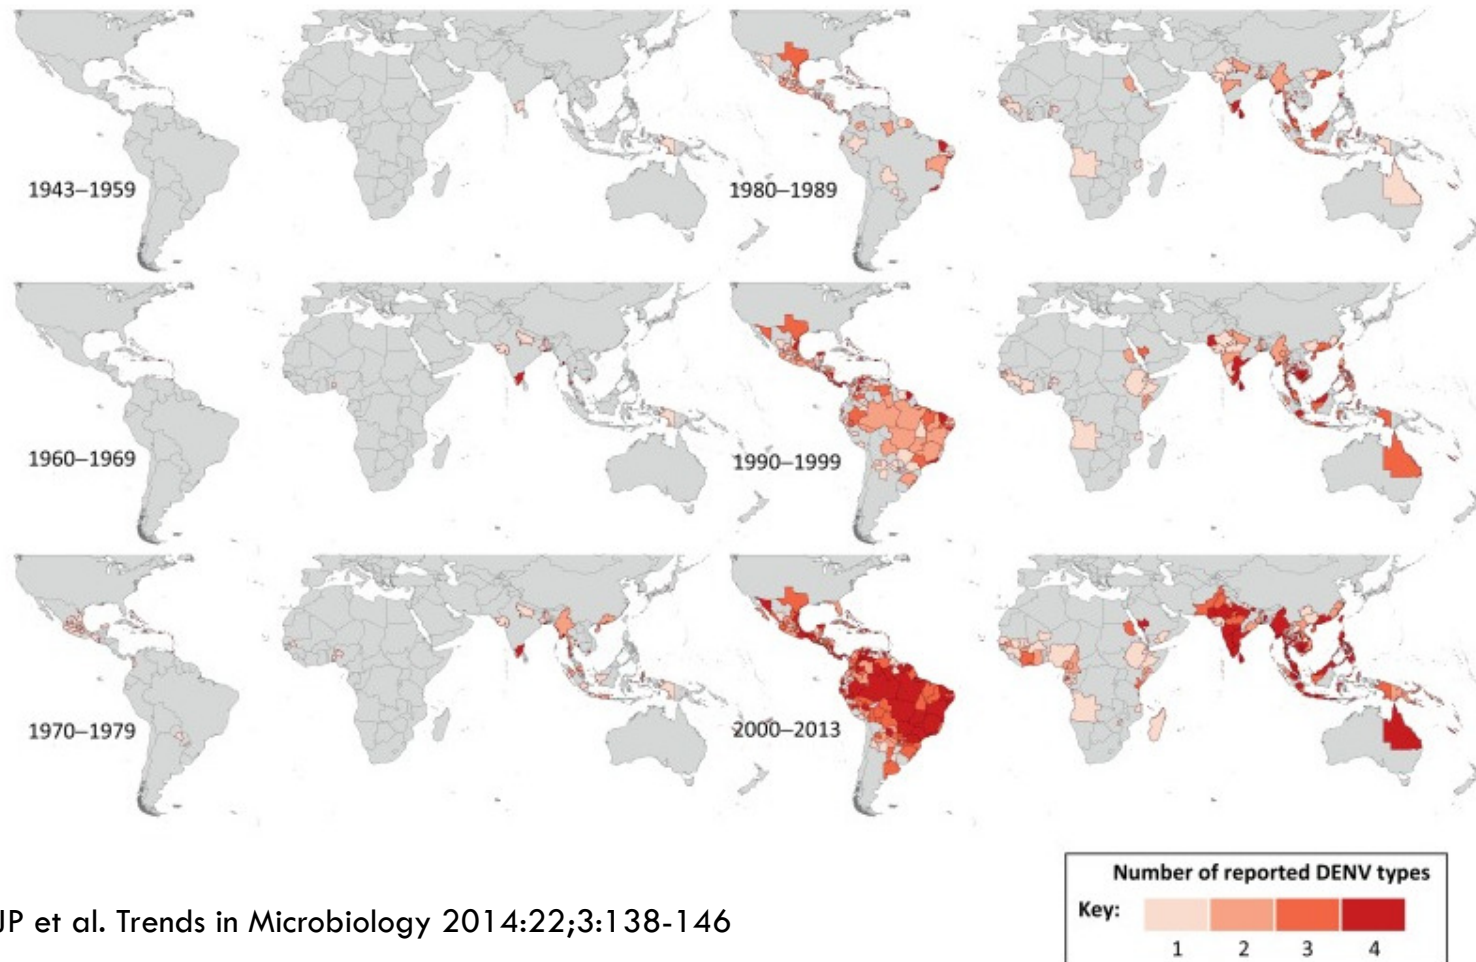 1943–1959
1980–1989
1960–1969
1990–1999
1970–1979
2000–2013
Number of reported DENV types
Key:
1 2 3 4
JP et al. Trends in Microbiology 2014:22;3:138-146